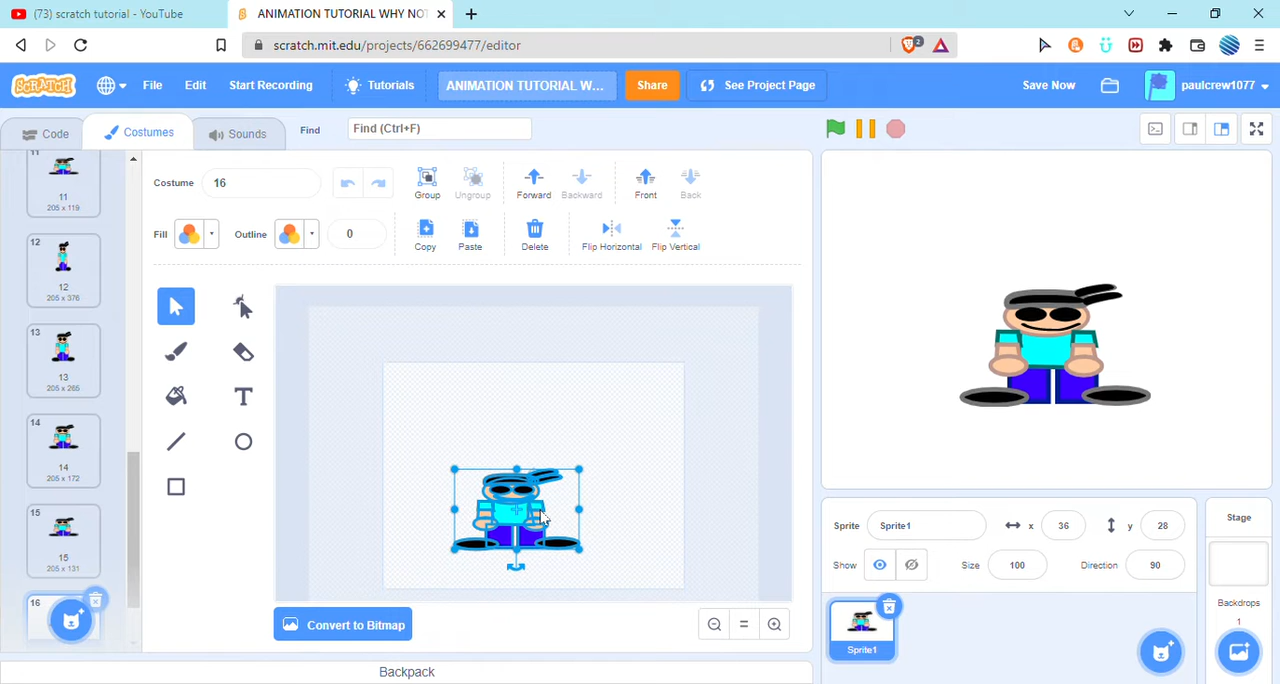 (73) scratch tutorial - YouTube
ANIMATION TUTORIAL WHY NO
scratch.mit.edu/projects/662699477/editor
2
SCRATCH
File
Edit
Start Recording
Tutorials
ANIMATION TUTORIAL W...
Share
See Project Page
Save Now
paulcrew1077
Code
Costumes
Sounds
Find
Find (Ctrl+F)
Costume
16
Group
Ungroup
Forward
Backward
Front
Back
Fill
Outline
0
Copy
Paste
Delete
Flip Horizontal
Flip Vertical
11
11
205 x 119
12
12
205 x 376
13
13
205 x 265
14
14
205 x 172
15
15
205 x 131
16
T
Convert to Bitmap
Backpack
Sprite
Sprite1
x
36
y
28
Show
Size
100
Direction
90
Sprite1
Stage
Backdrops
1